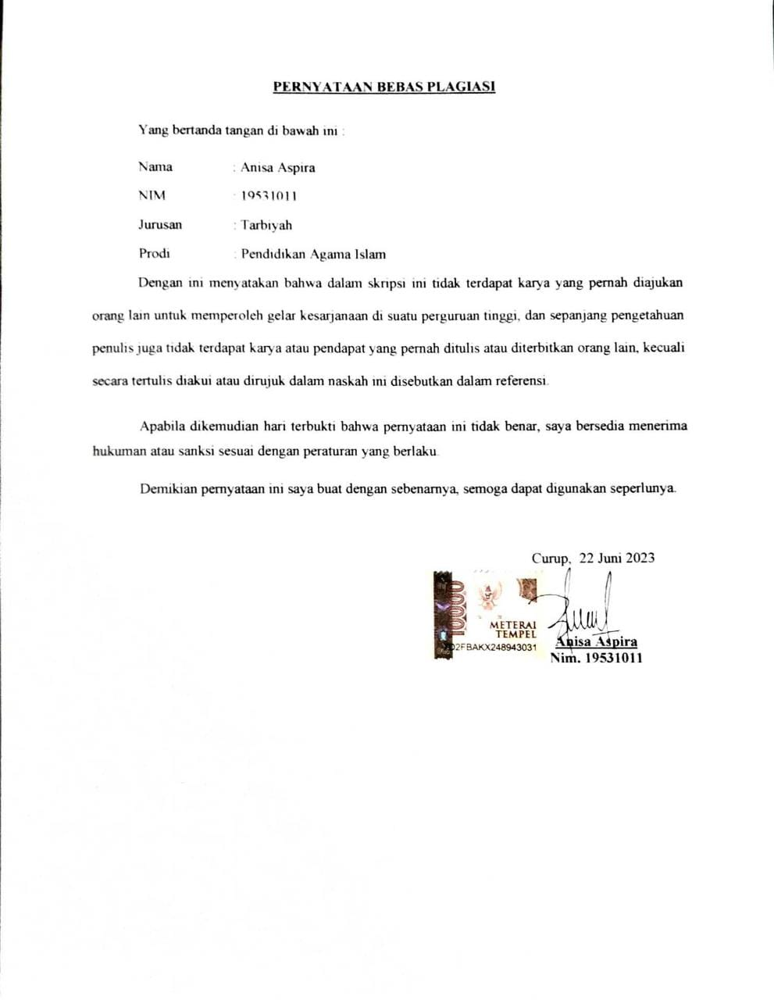 PERNYATAAN BEBAS PLAGIASI
Yang bertanda tangan di bawah ini :
Nama : Anisa Aspira
NIM : 19531011
Jurusan : Tarbiyah
Prodi : Pendidikan Agama Islam
Dengan ini menyatakan bahwa dalam skripsi ini tidak terdapat karya yang pernah diajukan
orang lain untuk memperoleh gelar kesarjanaan di suatu perguruan tinggi, dan sepanjang pengetahuan
penulis juga tidak terdapat karya atau pendapat yang pernah ditulis atau diterbitkan orang lain, kecuali
secara tertulis diakui atau dirujuk dalam naskah ini disebutkan dalam referensi.
Apabila dikemudian hari terbukti bahwa pernyataan ini tidak benar, saya bersedia menerima
hukuman atau sanksi sesuai dengan peraturan yang berlaku.
Demikian pernyataan ini saya buat dengan sebenarnya, semoga dapat digunakan seperlunya.
Curup, 22 Juni 2023
10000
METERAI
TEMPEL
2FBAKX248943031
Anisa Aspira
Nim. 19531011